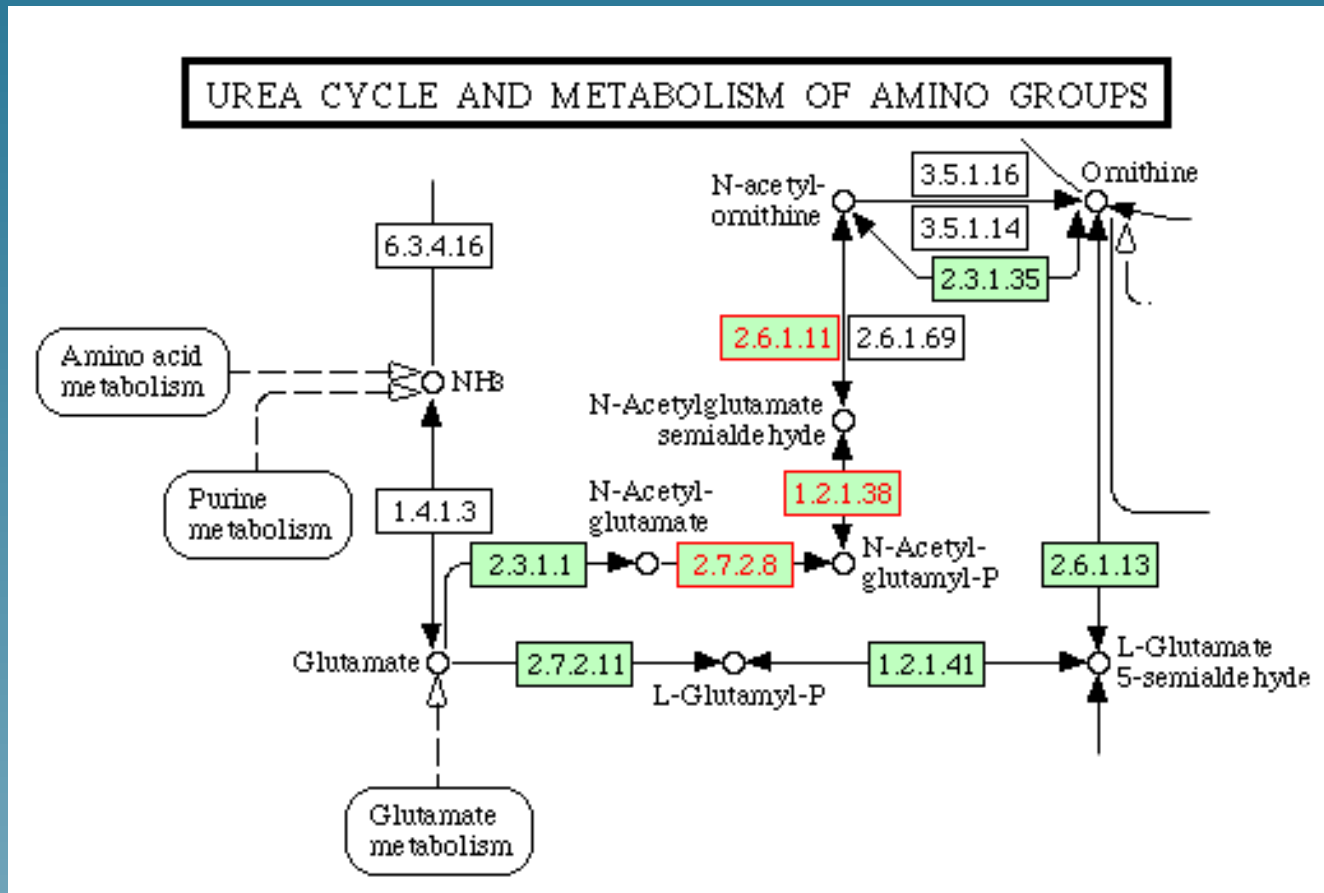 UREA CYCLE AND METABOLISM OF AMINO GROUPS
N-acetyl-
ornithine
3.5.1.16
3.5.1.14
Ornithine
6.3.4.16
2.3.1.35
2.6.1.11
2.6.1.69
Amino acid
metabolism
NH3
N-Acetylglutamate
semialdehyde
Purine
metabolism
1.4.1.3
N-Acetyl-
glutamate
1.2.1.38
2.3.1.1
2.7.2.8
N-Acetyl-
glutamyl-P
2.6.1.13
Glutamate
2.7.2.11
L-Glutamyl-P
1.2.1.41
L-Glutamate
5-semialdehyde
Glutamate
metabolism